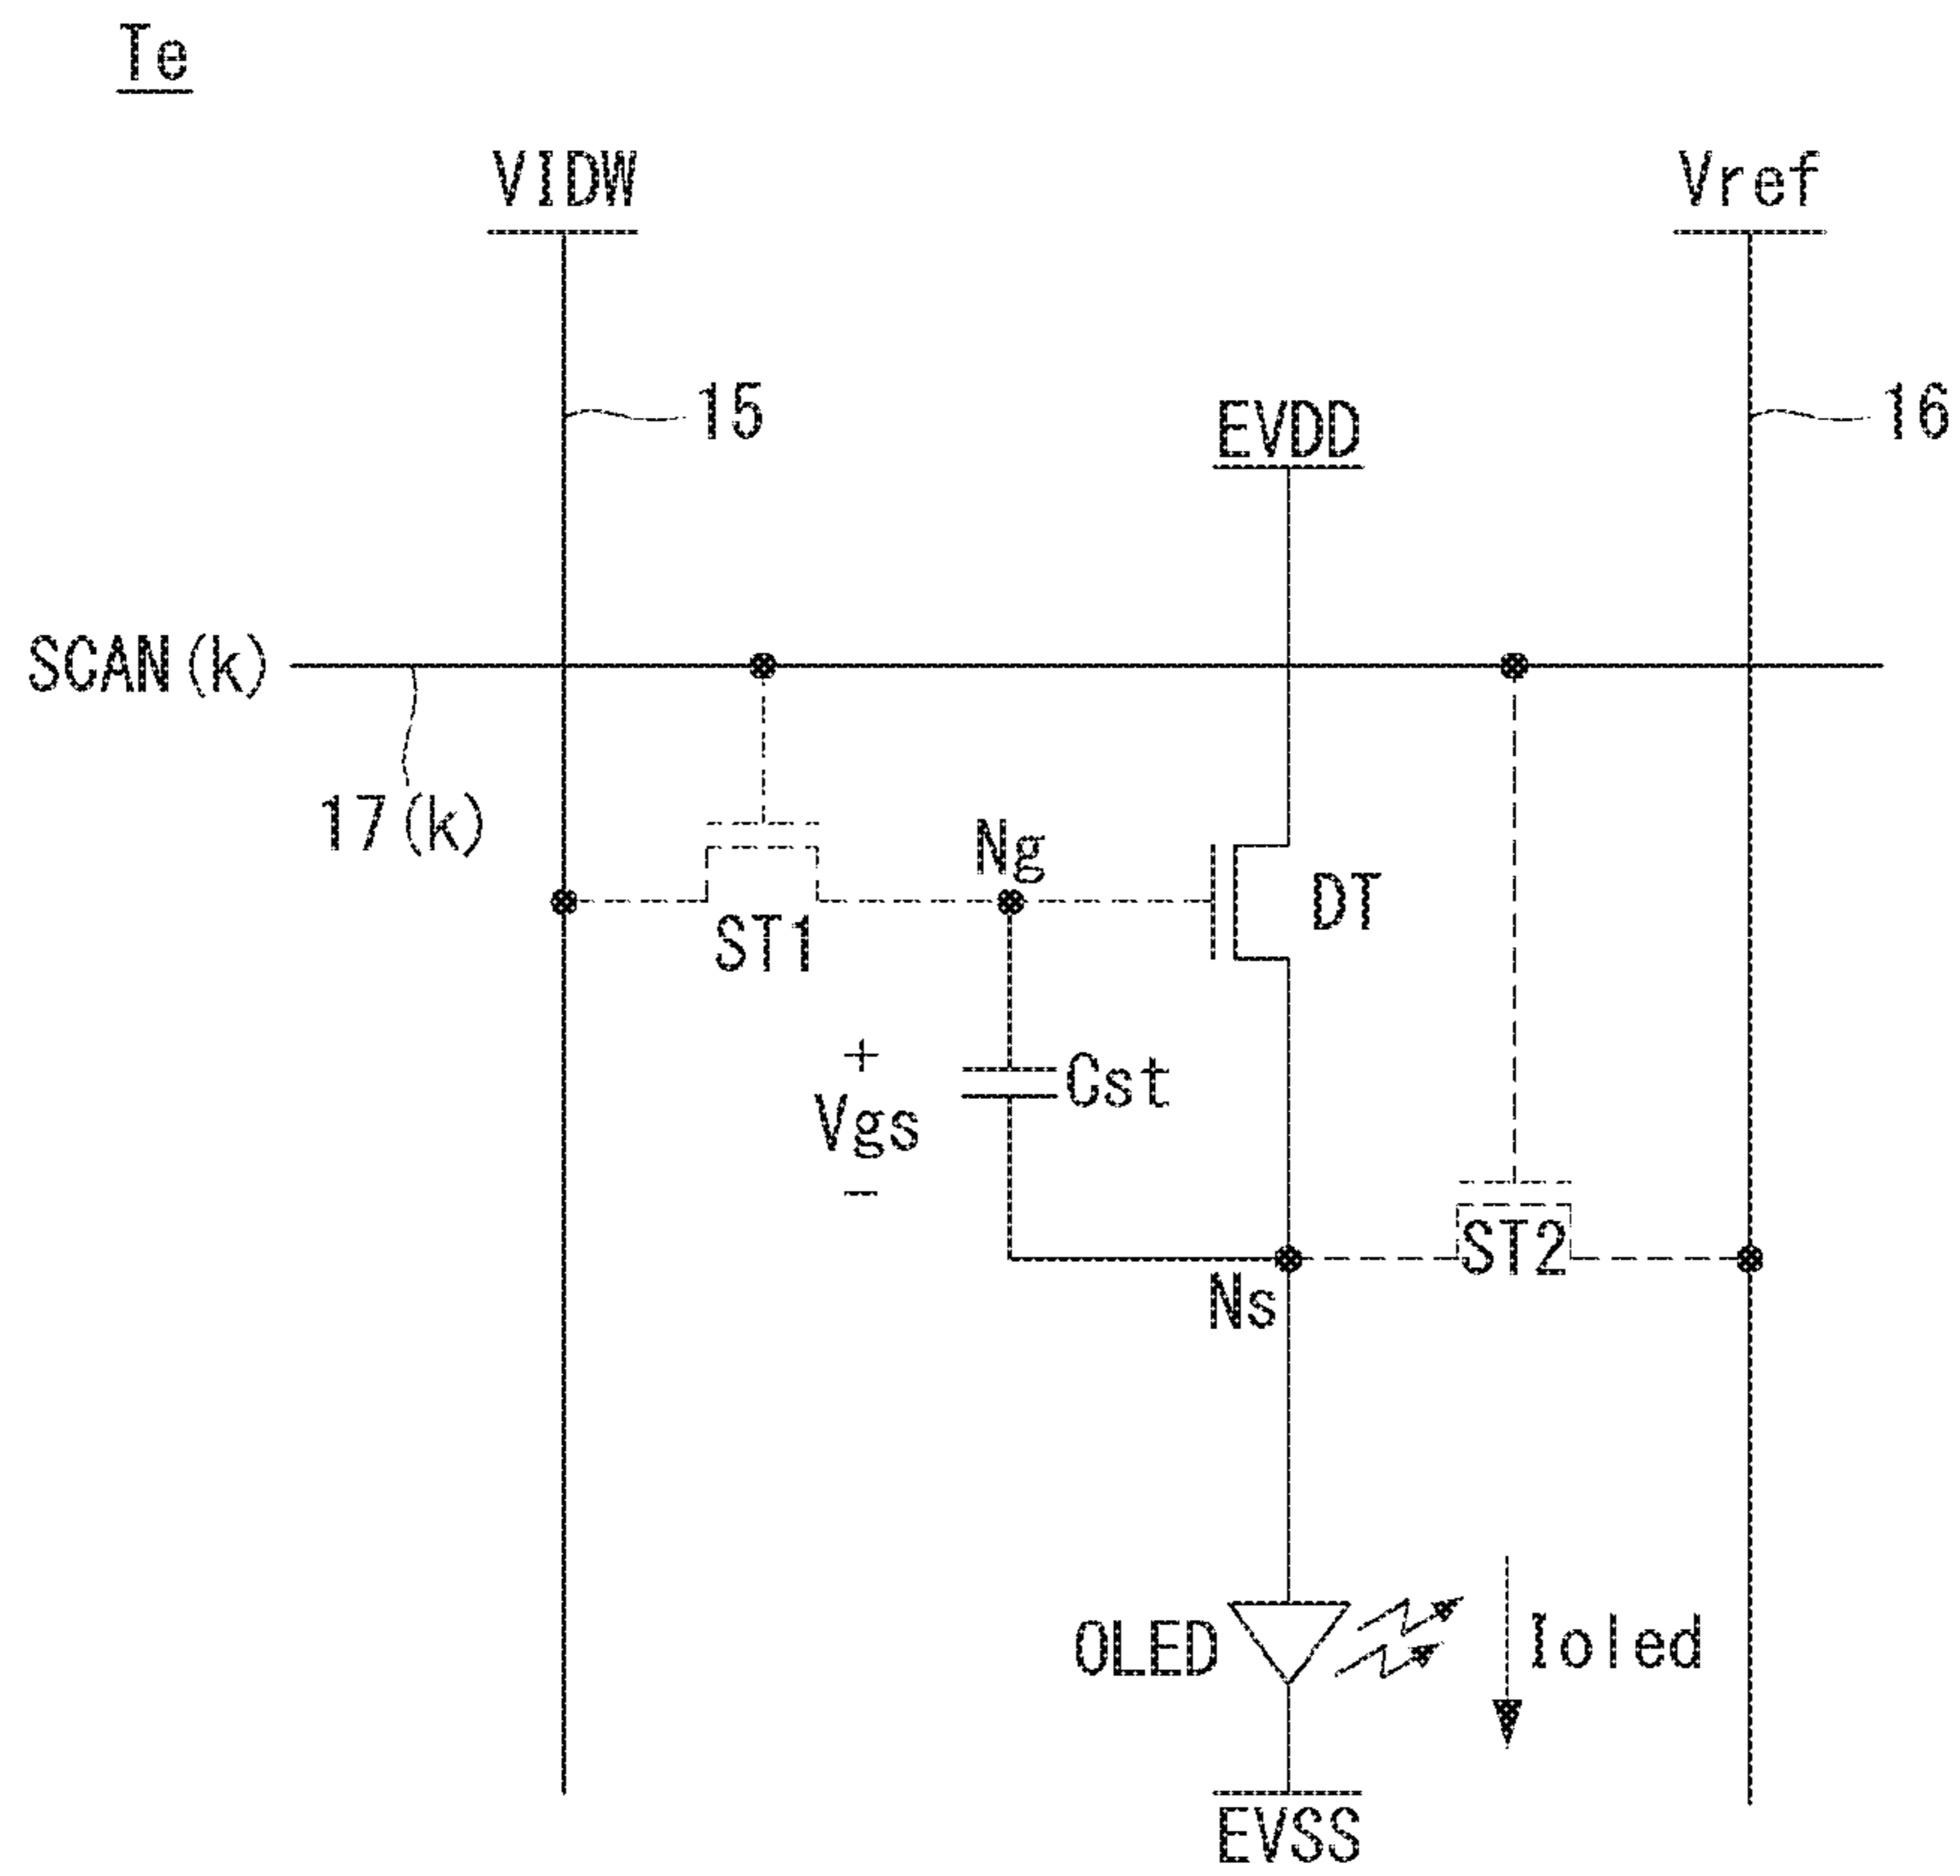 Te
VIDW
Vref
15
16
EVDD
SCAN(k)
17(k)
Ng
DT
ST1
+
Vgs
-
Cst
ST2
Ns
OLED
Ioled
EVSS